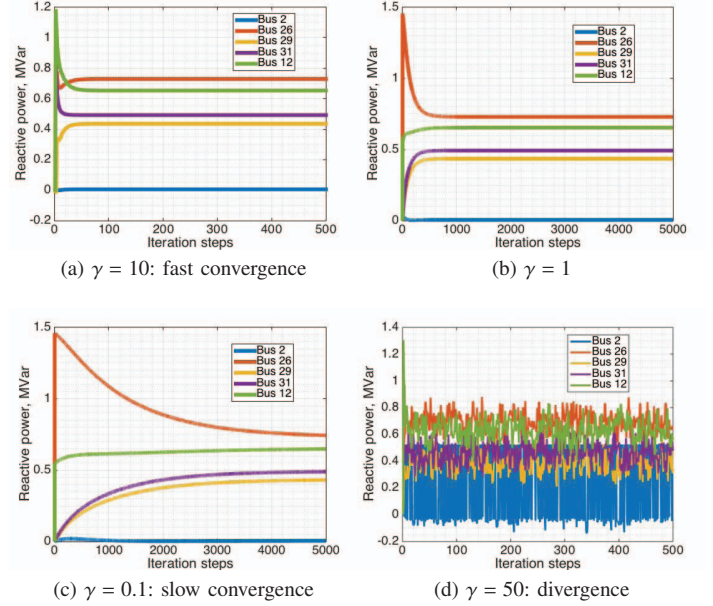 1.2
1
0.8
0.6
0.4
0.2
0
-0.2
Reactive power, MVar
Bus 2
Bus 26
Bus 29
Bus 31
Bus 12
0 100 200 300 400 500
Iteration steps
(a) γ = 10: fast convergence
1.5
1
0.5
0
Reactive power, MVar
Bus 2
Bus 26
Bus 29
Bus 31
Bus 12
0 1000 2000 3000 4000 5000
Iteration steps
(b) γ = 1
1.5
1
0.5
0
Reactive power, MVar
Bus 2
Bus 26
Bus 29
Bus 31
Bus 12
0 1000 2000 3000 4000 5000
Iteration steps
(c) γ = 0.1: slow convergence
1.4
1.2
1
0.8
0.6
0.4
0.2
0
-0.2
Reactive power, MVar
Bus 2
Bus 26
Bus 29
Bus 31
Bus 12
0 100 200 300 400 500
Iteration steps
(d) γ = 50: divergence